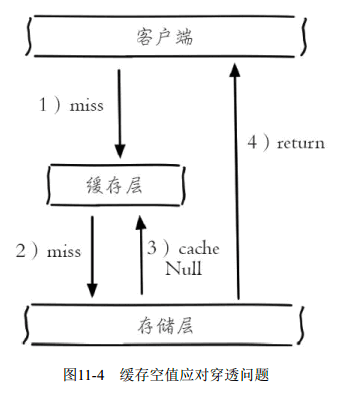 客户端
1）miss
4）return
缓存层
2）miss
3）cache
Null
存储层
图11-4 缓存空值应对穿透问题